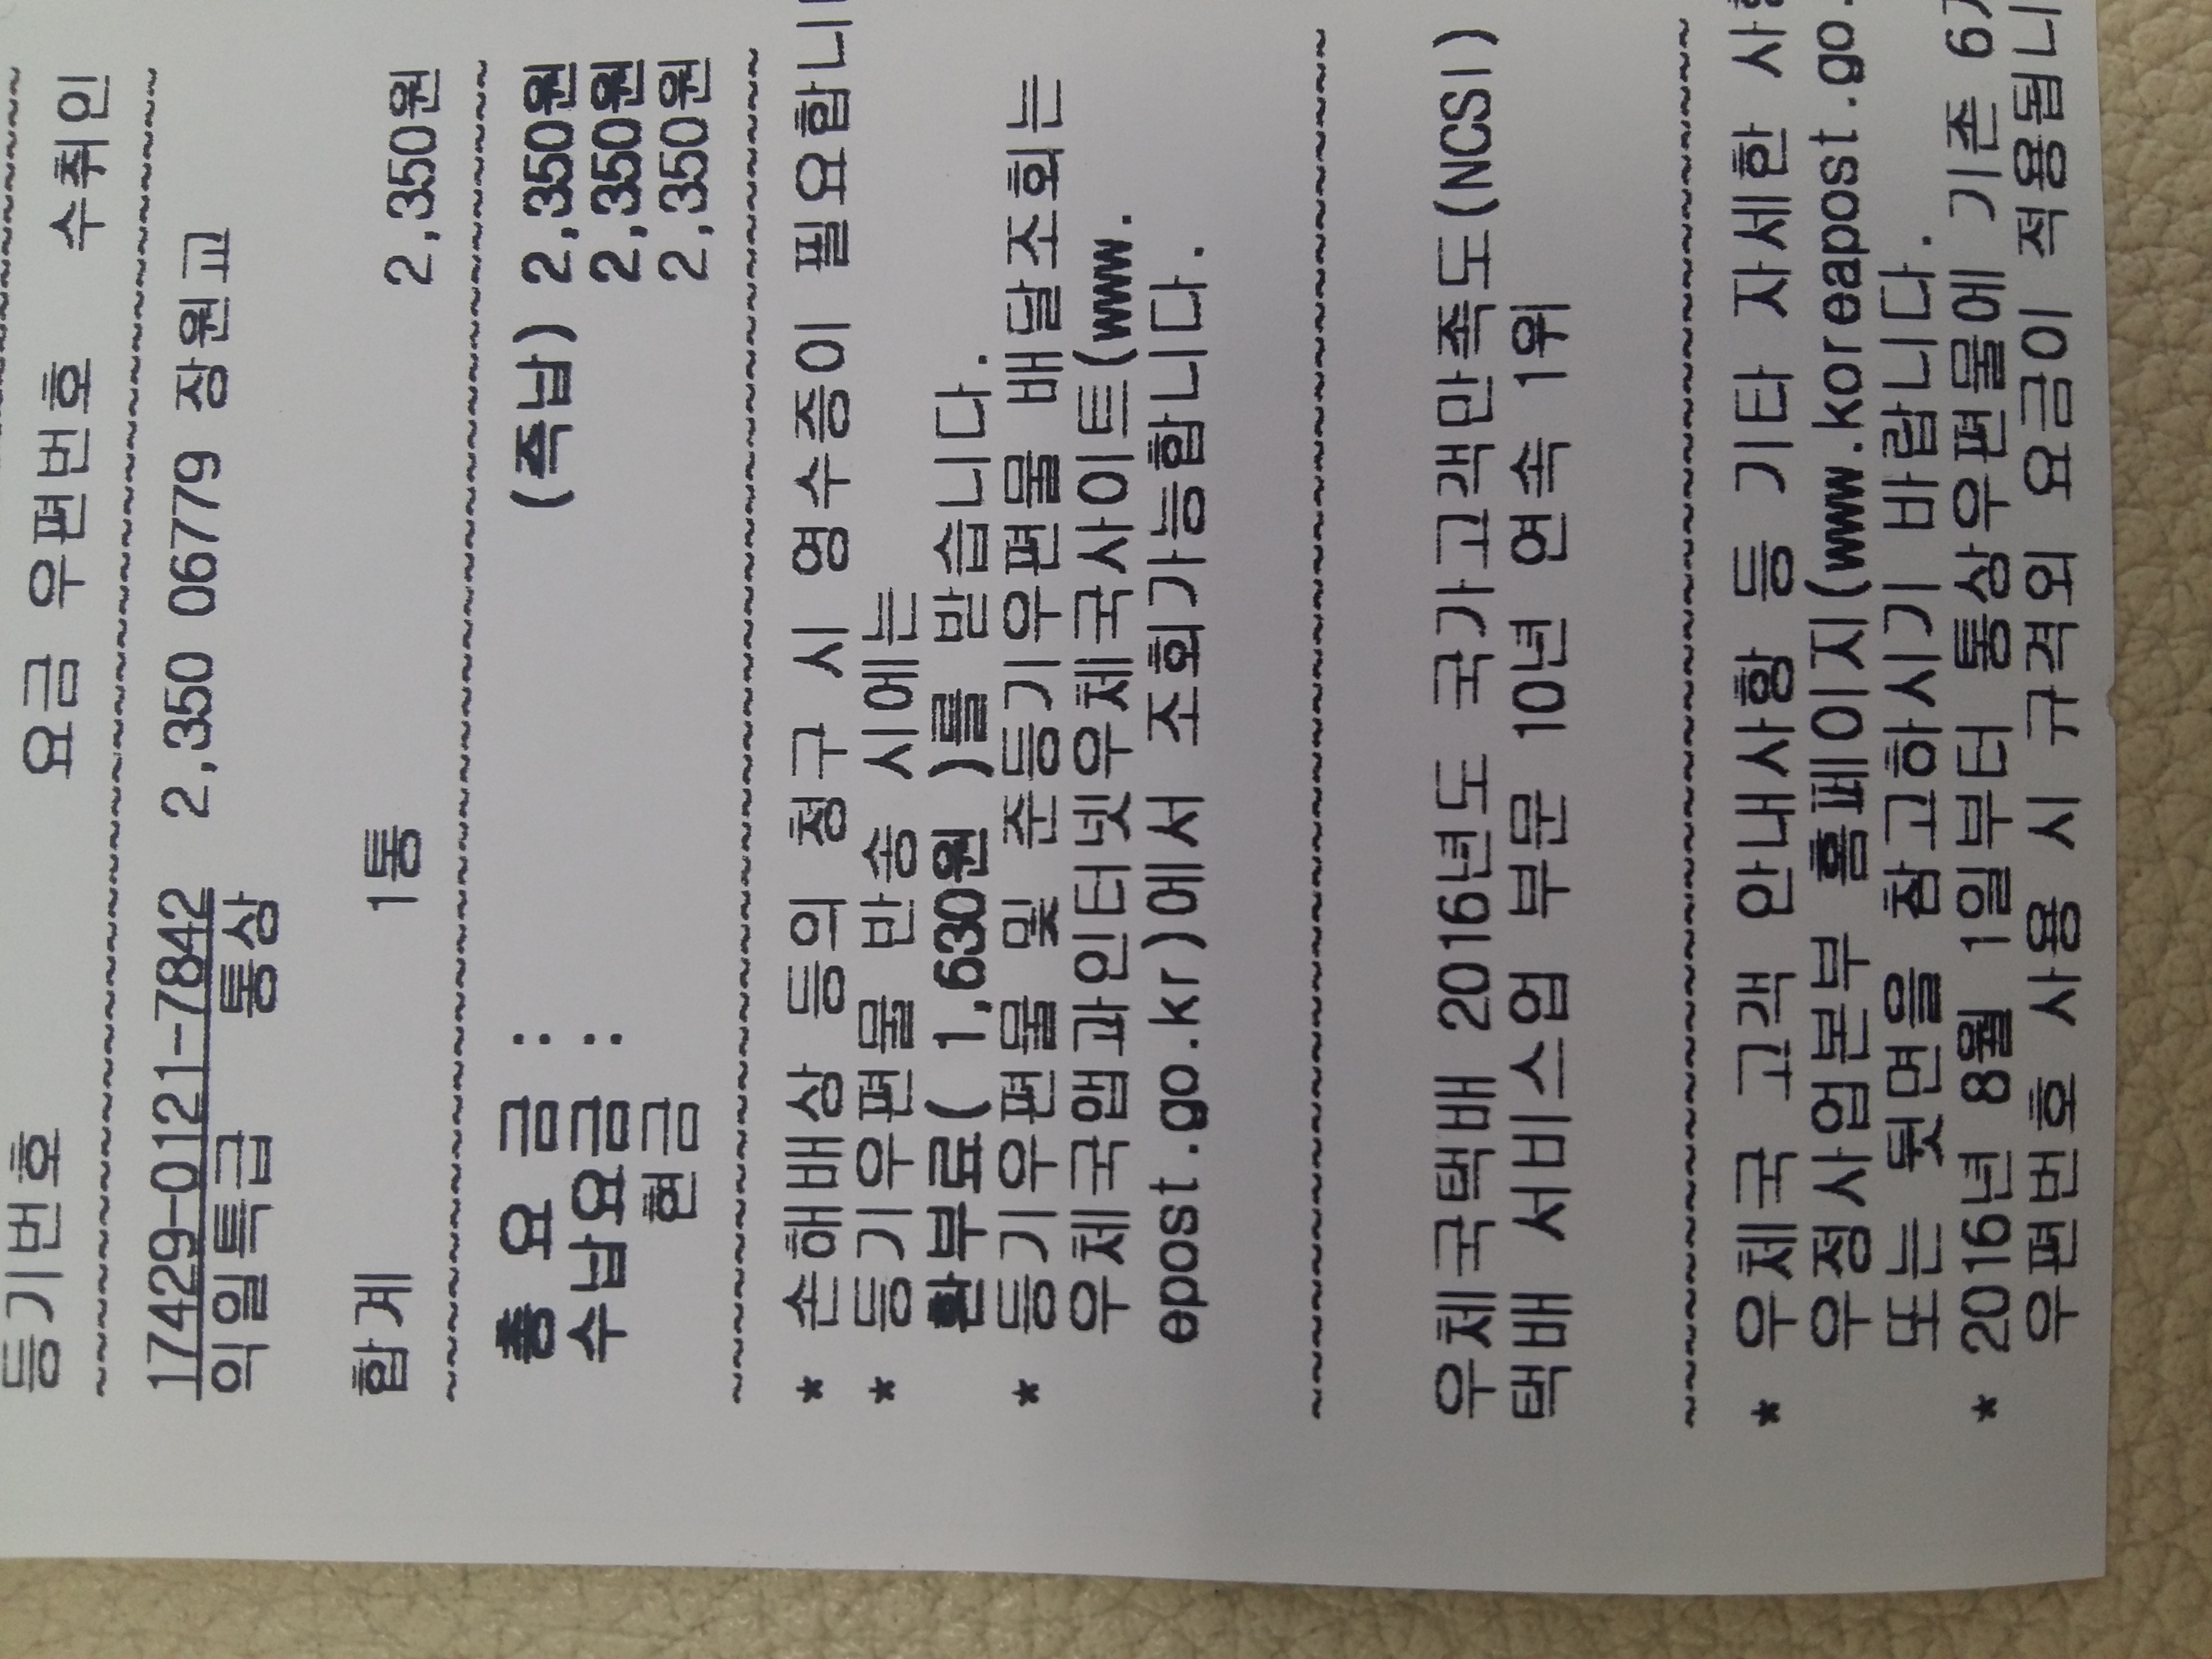 등기번호 요금 우편번호 수취인
17429-0121-7842 2,350 06779 장원교
익일특급 통상
합계 1통 2,350원
총 요 금 : (즉납) 2,350원
수납요금 : 2,350원
현금 2,350원
* 손해배상 등의 청구 시 영수증이 필요합니
* 등기우편물 반송 시에는
환부료( 1,630원 )를 받습니다.
* 등기우편물 및 준등기우편물 배달조회는
우체국앱과인터넷우체국사이트(www.
epost.go.kr)에서 조회가능합니다.
우체국택배 2016년도 국가고객만족도(NCSI)
택배 서비스업 부문 10년 연속 1위
* 우체국 고객 안내사항 등 기타 자세한
우정사업본부 홈페이지(www.koreapost.go.
또는 뒷면을 참고하시기 바랍니다.
* 2016년 8월 1일부터 통상우편물에 기존
우편번호 사용 시 규격외 요금이 적용됩니